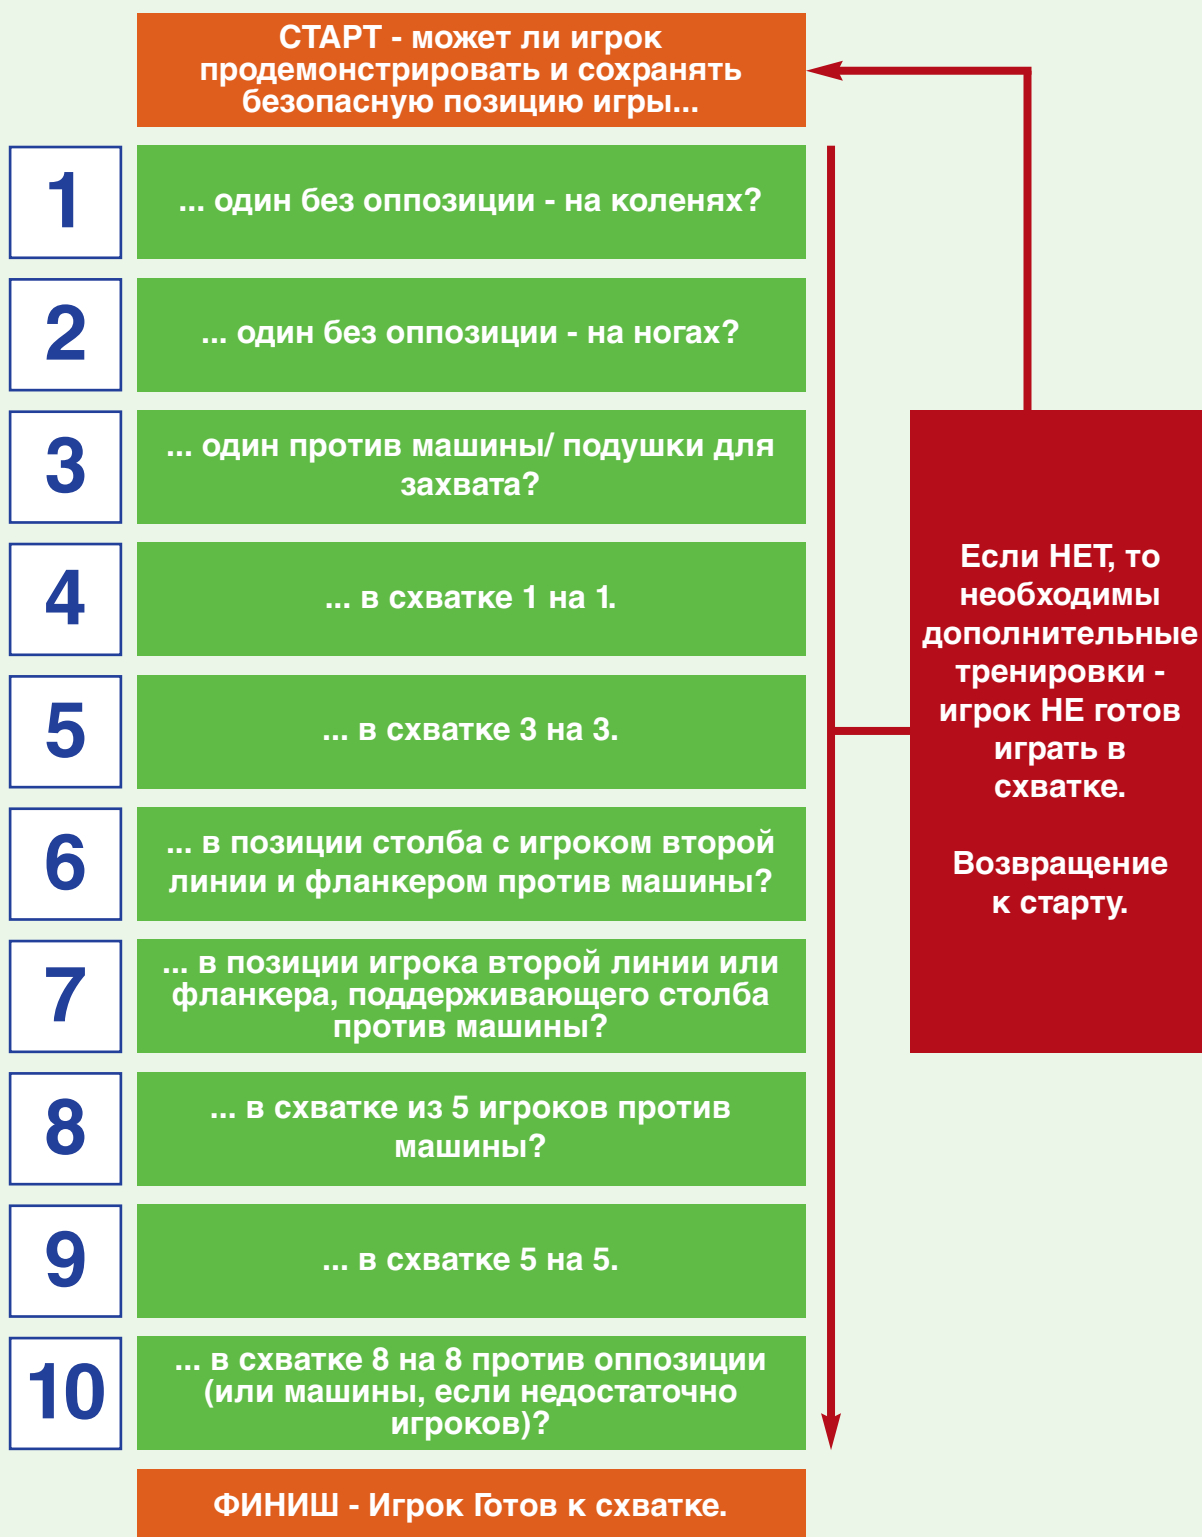 СТАРТ - может ли игрок
продемонстрировать и сохранять
безопасную позицию игры...
1
... один без оппозиции - на коленях?
2
... один без оппозиции - на ногах?
3
... один против машины/ подушки для
захвата?
4
... в схватке 1 на 1.
5
... в схватке 3 на 3.
6
... в позиции столба с игроком второй
линии и фланкером против машины?
7
... в позиции игрока второй линии или
фланкера, поддерживающего столба
против машины?
8
... в схватке из 5 игроков против
машины?
9
... в схватке 5 на 5.
10
... в схватке 8 на 8 против оппозиции
(или машины, если недостаточно
игроков)?
ФИНИШ - Игрок Готов к схватке.
Если НЕТ, то
необходимы
дополнительные
тренировки -
игрок НЕ готов
играть в
схватке.
Возвращение
к старту.